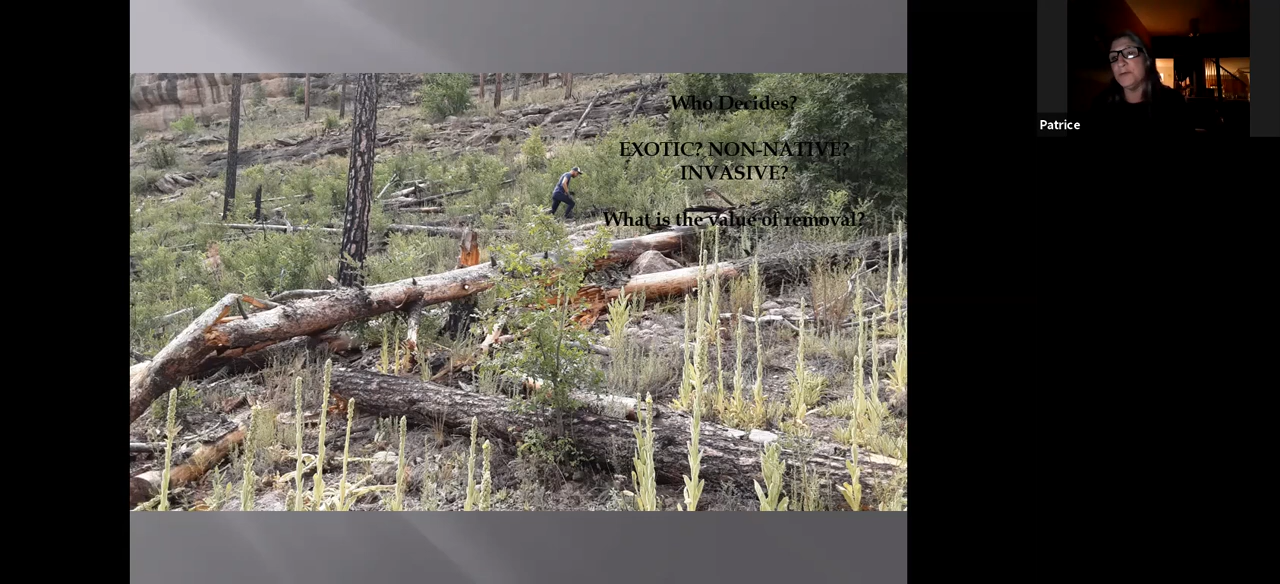 Who Decides?
EXOTIC? NON-NATIVE?
INVASIVE?
What is the value of removal?
Patrice